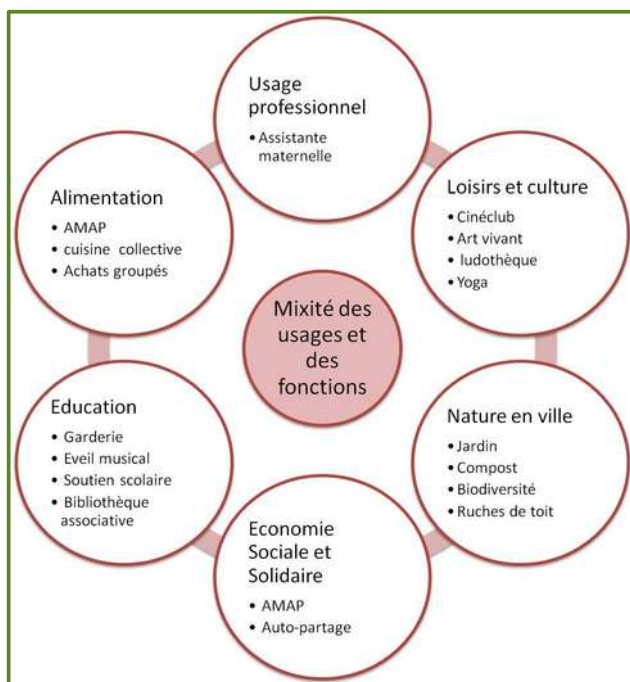 Usage
professionnel
• Assistante
maternelle
Loisirs et culture
• Cinéclub
• Art vivant
• ludothèque
• Yoga
Nature en ville
• Jardin
• Compost
• Biodiversité
• Ruches de toit
Economie
Sociale et
Solidaire
• AMAP
• Auto-partage
Education
• Garderie
• Eveil musical
• Soutien scolaire
• Bibliothèque
associative
Alimentation
• AMAP
• cuisine collective
• Achats groupés
Mixité des
usages et
des
fonctions